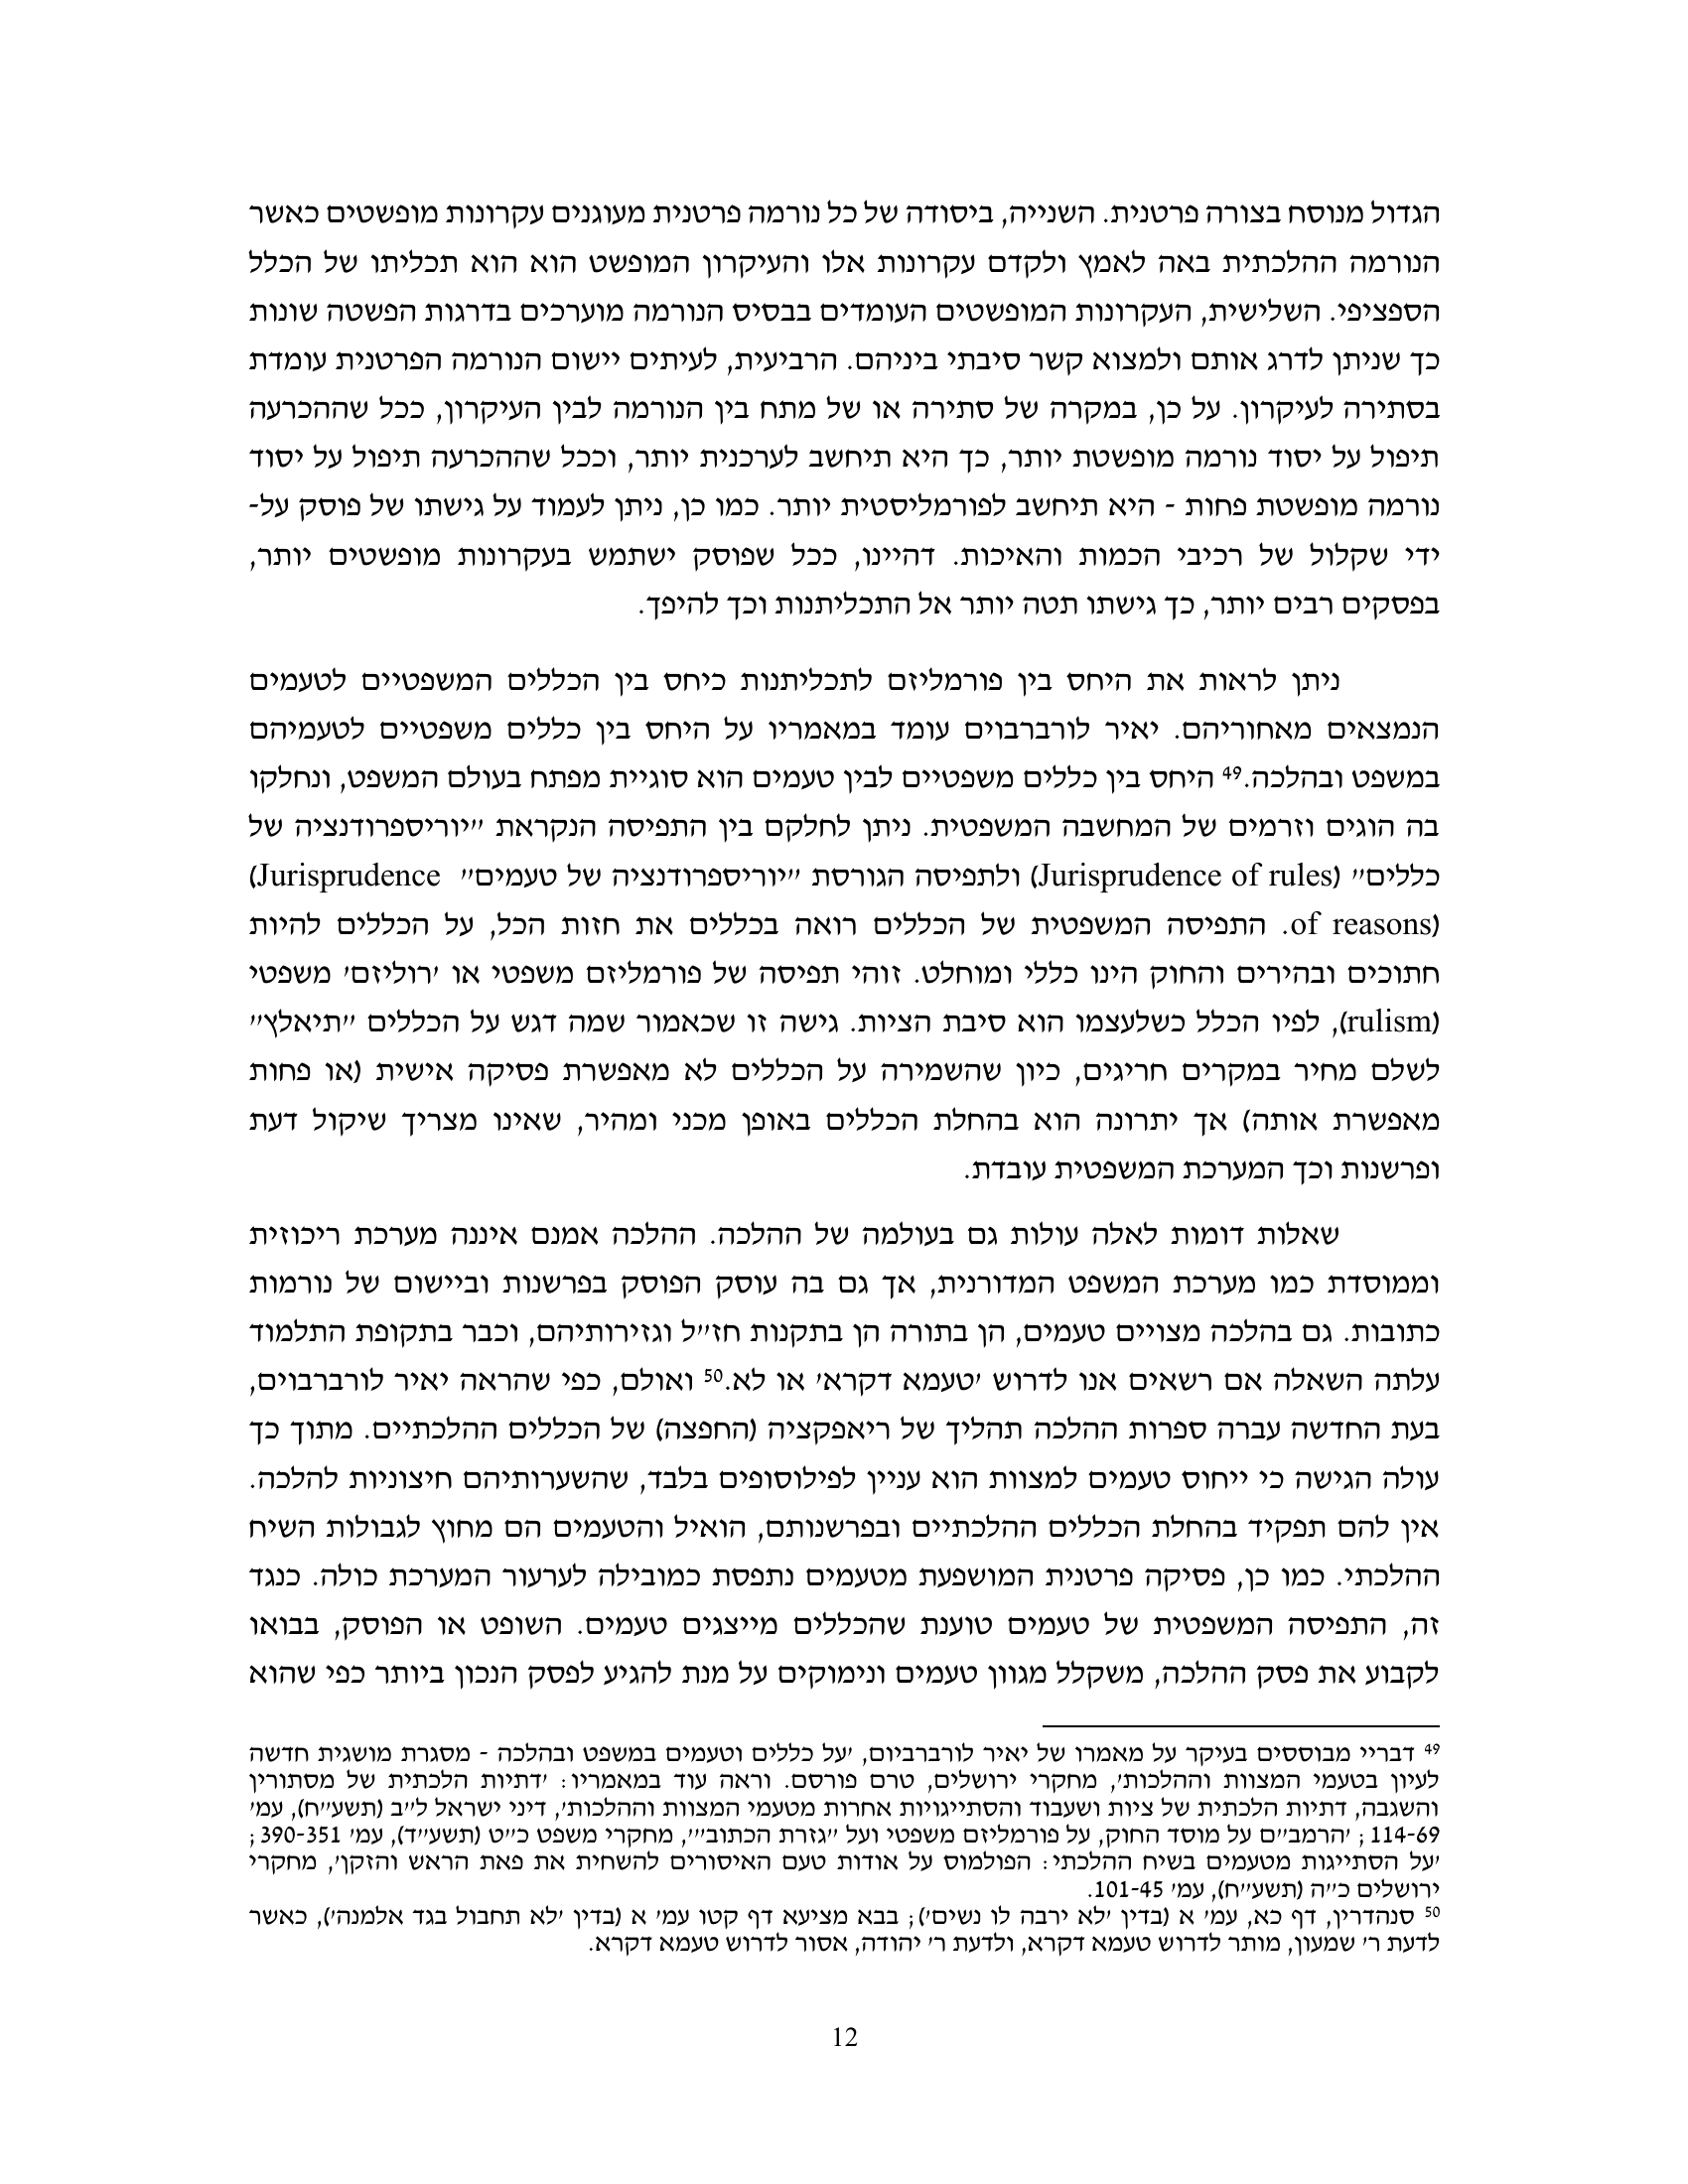 הגדול מנוסח בצורה פרטנית. השנייה, ביסודה של כל נורמה פרטנית מעוגנים עקרונות מופשטים כאשר
הנורמה ההלכתית באה לאמץ ולקדם עקרונות אלו והעיקרון המופשט הוא הוא תכליתו של הכלל
הספציפי. השלישית, העקרונות המופשטים העומדים בבסיס הנורמה מוערכים בדרגות הפשטה שונות
כך שניתן לדרג אותם ולמצוא קשר סיבתי ביניהם. הרביעית, לעיתים יישום הנורמה הפרטנית עומדת
בסתירה לעיקרון. על כן, במקרה של סתירה או של מתח בין הנורמה לבין העיקרון, ככל שההכרעה
תיפול על יסוד נורמה מופשטת יותר, כך היא תיחשב לערכנית יותר, וככל שההכרעה תיפול על יסוד
נורמה מופשטת פחות - היא תיחשב לפורמליסטית יותר. כמו כן, ניתן לעמוד על גישתו של פוסק על-
ידי שקלול של רכיבי הכמות והאיכות. דהיינו, ככל שפוסק ישתמש בעקרונות מופשטים יותר,
בפסקים רבים יותר, כך גישתו תטה יותר אל התכליתנות וכך להיפך.
ניתן לראות את היחס בין פורמליזם לתכליתנות כיחס בין הכללים המשפטיים לטעמים
הנמצאים מאחוריהם. יאיר לורברבוים עומד במאמריו על היחס בין כללים משפטיים לטעמיהם
במשפט ובהלכה.49 היחס בין כללים משפטיים לבין טעמים הוא סוגיית מפתח בעולם המשפט, ונחלקו
בה הוגים וזרמים של המחשבה המשפטית. ניתן לחלקם בין התפיסה הנקראת "יוריספרודנציה של
כללים" (Jurisprudence of rules) ולתפיסה הגורסת "יוריספרודנציה של טעמים" (Jurisprudence
of reasons). התפיסה המשפטית של הכללים רואה בכללים את חזות הכל, על הכללים להיות
חתוכים ובהירים והחוק הינו כללי ומוחלט. זוהי תפיסה של פורמליזם משפטי או 'רוליזם' משפטי
(rulism), לפיו הכלל כשלעצמו הוא סיבת הציות. גישה זו שכאמור שמה דגש על הכללים "תיאלץ"
לשלם מחיר במקרים חריגים, כיון שהשמירה על הכללים לא מאפשרת פסיקה אישית (או פחות
מאפשרת אותה) אך יתרונה הוא בהחלת הכללים באופן מכני ומהיר, שאינו מצריך שיקול דעת
ופרשנות וכך המערכת המשפטית עובדת.
שאלות דומות לאלה עולות גם בעולמה של ההלכה. ההלכה אמנם איננה מערכת ריכוזית
וממוסדת כמו מערכת המשפט המדורנית, אך גם בה עוסק הפוסק בפרשנות וביישום של נורמות
כתובות. גם בהלכה מצויים טעמים, הן בתורה הן בתקנות חז"ל וגזירותיהם, וכבר בתקופת התלמוד
עלתה השאלה אם רשאים אנו לדרוש 'טעמא דקרא' או לא.50 ואולם, כפי שהראה יאיר לורברבוים,
בעת החדשה עברה ספרות ההלכה תהליך של ריאפקציה (החפצה) של הכללים ההלכתיים. מתוך כך
עולה הגישה כי ייחוס טעמים למצוות הוא עניין לפילוסופים בלבד, שהשערותיהם חיצוניות להלכה.
אין להם תפקיד בהחלת הכללים ההלכתיים ובפרשנותם, הואיל והטעמים הם מחוץ לגבולות השיח
ההלכתי. כמו כן, פסיקה פרטנית המושפעת מטעמים נתפסת כמובילה לערעור המערכת כולה. כנגד
זה, התפיסה המשפטית של טעמים טוענת שהכללים מייצגים טעמים. השופט או הפוסק, בבואו
לקבוע את פסק ההלכה, משקלל מגוון טעמים ונימוקים על מנת להגיע לפסק הנכון ביותר כפי שהוא
49 דבריי מבוססים בעיקר על מאמרו של יאיר לורברביום, 'על כללים וטעמים במשפט ובהלכה - מסגרת מושגית חדשה
לעיון בטעמי המצוות וההלכות', מחקרי ירושלים, טרם פורסם. וראה עוד במאמריו: 'דתיות הלכתית של מסתורין
והשגבה, דתיות הלכתית של ציות ושעבוד והסתייגויות אחרות מטעמי המצוות וההלכות', דיני ישראל ל"ב (תשע"ח), עמ'
114-69; 'הרמב"ם על מוסד החוק, על פורמליזם משפטי ועל "גזרת הכתוב"', מחקרי משפט כ"ט (תשע"ד), עמ' 390-351;
'על הסתייגות מטעמים בשיח ההלכתי: הפולמוס על אודות טעם האיסורים להשחית את פאת הראש והזקן', מחקרי
ירושלים כ"ה (תשע"ח), עמ' 101-45.
50 סנהדרין, דף כא, עמ' א (בדין 'לא ירבה לו נשים'); בבא מציעא דף קטו עמ' א (בדין 'לא תחבול בגד אלמנה'), כאשר
לדעת ר' שמעון, מותר לדרוש טעמא דקרא, ולדעת ר' יהודה, אסור לדרוש טעמא דקרא.
12